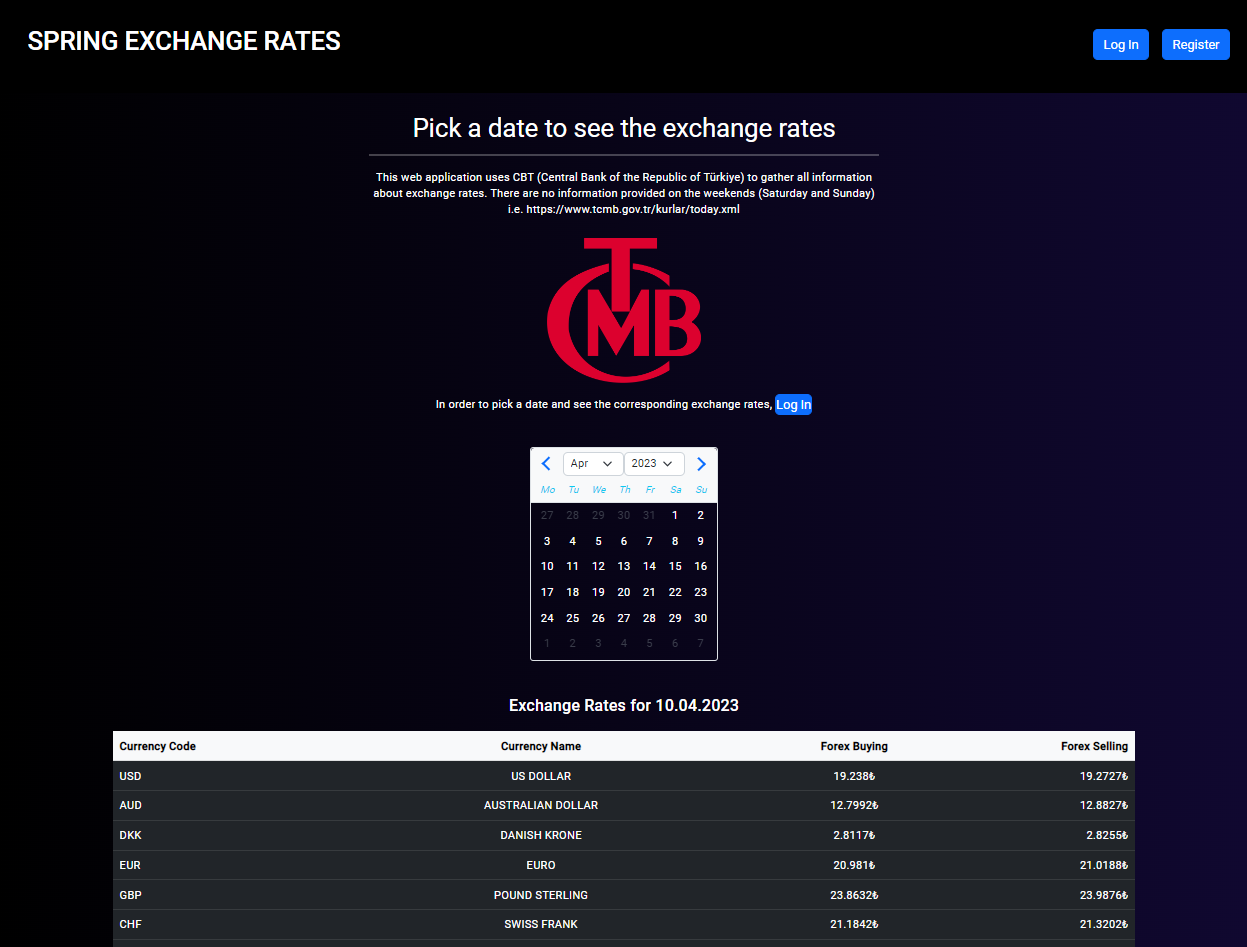 SPRING EXCHANGE RATES
Log In Register
Pick a date to see the exchange rates
This web application uses CBT (Central Bank of the Republic of Türkiye) to gather all information
about exchange rates. There are no information provided on the weekends (Saturday and Sunday)
i.e. https://www.tcmb.gov.tr/kurlar/today.xml
TCMB
In order to pick a date and see the corresponding exchange rates, Log In
Apr 2023
Mo Tu We Th Fr Sa Su
27 28 29 30 31 1 2
3 4 5 6 7 8 9
10 11 12 13 14 15 16
17 18 19 20 21 22 23
24 25 26 27 28 29 30
1 2 3 4 5 6 7
Exchange Rates for 10.04.2023
Currency Code Currency Name Forex Buying Forex Selling
USD US DOLLAR 19.238₺ 19.2727₺
AUD AUSTRALIAN DOLLAR 12.7992₺ 12.8827₺
DKK DANISH KRONE 2.8117₺ 2.8255₺
EUR EURO 20.981₺ 21.0188₺
GBP POUND STERLING 23.8632₺ 23.9876₺
CHF SWISS FRANK 21.1842₺ 21.3202₺